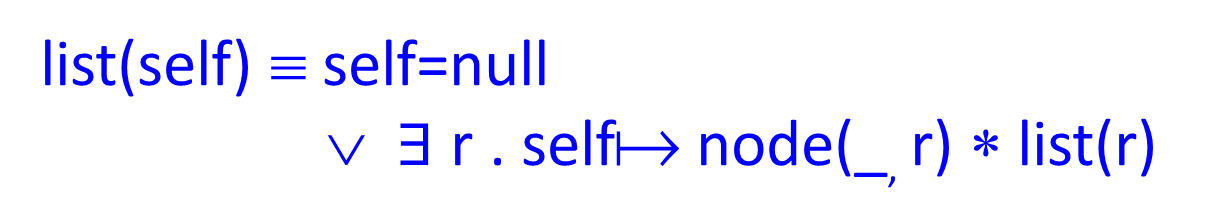 list(self) ≡ self=null
∨ ∃ r . self↦ node(_, r) * list(r)